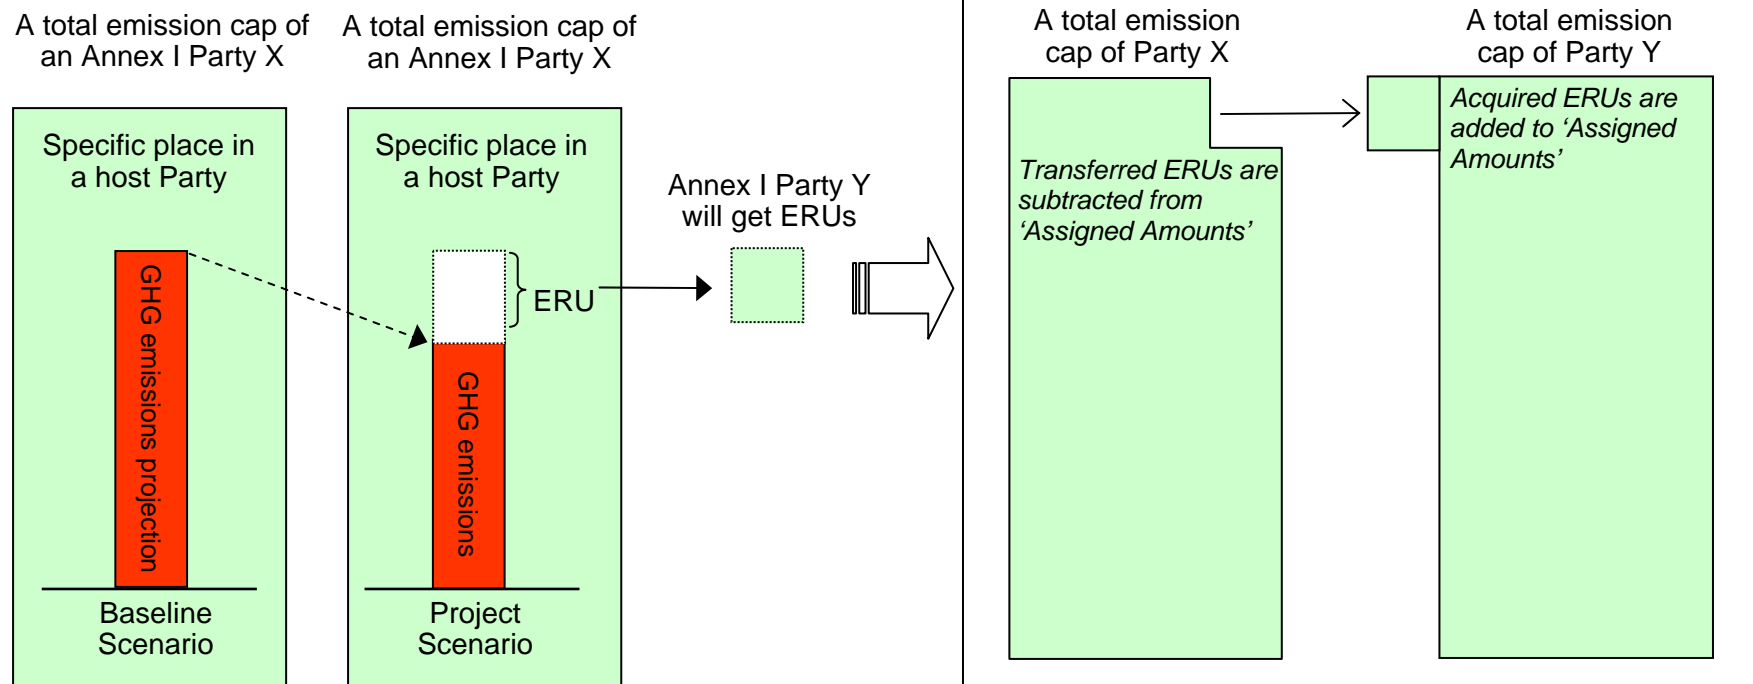 A total emission cap of
an Annex I Party X
A total emission cap of
an Annex I Party X
Specific place in
a host Party
GHG emissions projection
Baseline
Scenario
Specific place in
a host Party
ERU
GHG emissions
Project
Scenario
Annex I Party Y
will get ERUs
A total emission
cap of Party X
Transferred ERUs are
subtracted from
‘Assigned Amounts’
A total emission
cap of Party Y
Acquired ERUs are
added to ‘Assigned
Amounts’